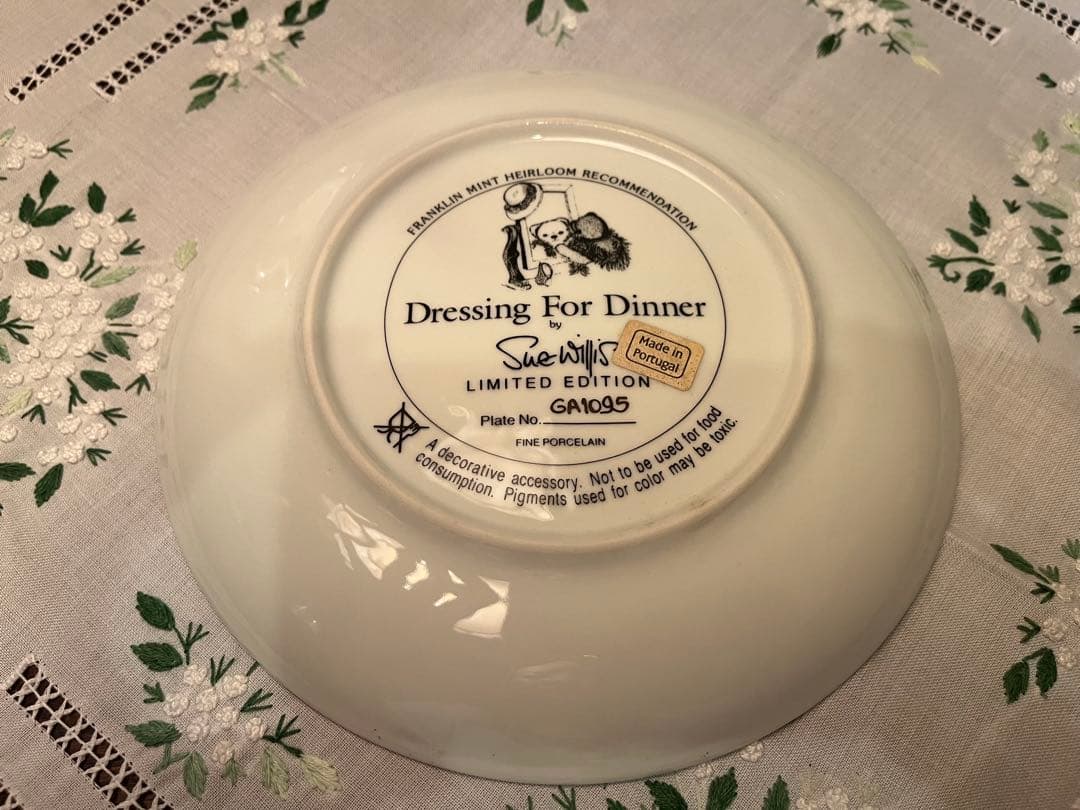 FRANKLIN MINT HEIRLOOM RECOMMENDATION
Dressing For Dinner
by
Sue Willis
Made in
Portugal
LIMITED EDITION
Plate No. GA1095
FINE PORCELAIN
A decorative accessory. Not to be used for food
consumption. Pigments used for color may be toxic.